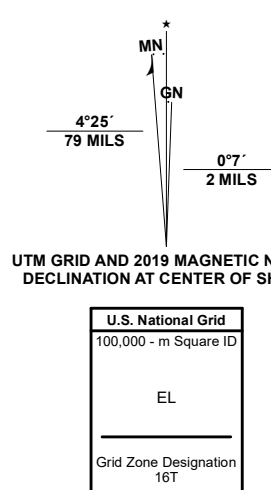 ★
MN
GN
4°25´
79 MILS
0°7´
2 MILS
UTM GRID AND 2019 MAGNETIC N
DECLINATION AT CENTER OF SH
U.S. National Grid
100,000 - m Square ID
EL
Grid Zone Designation
16T